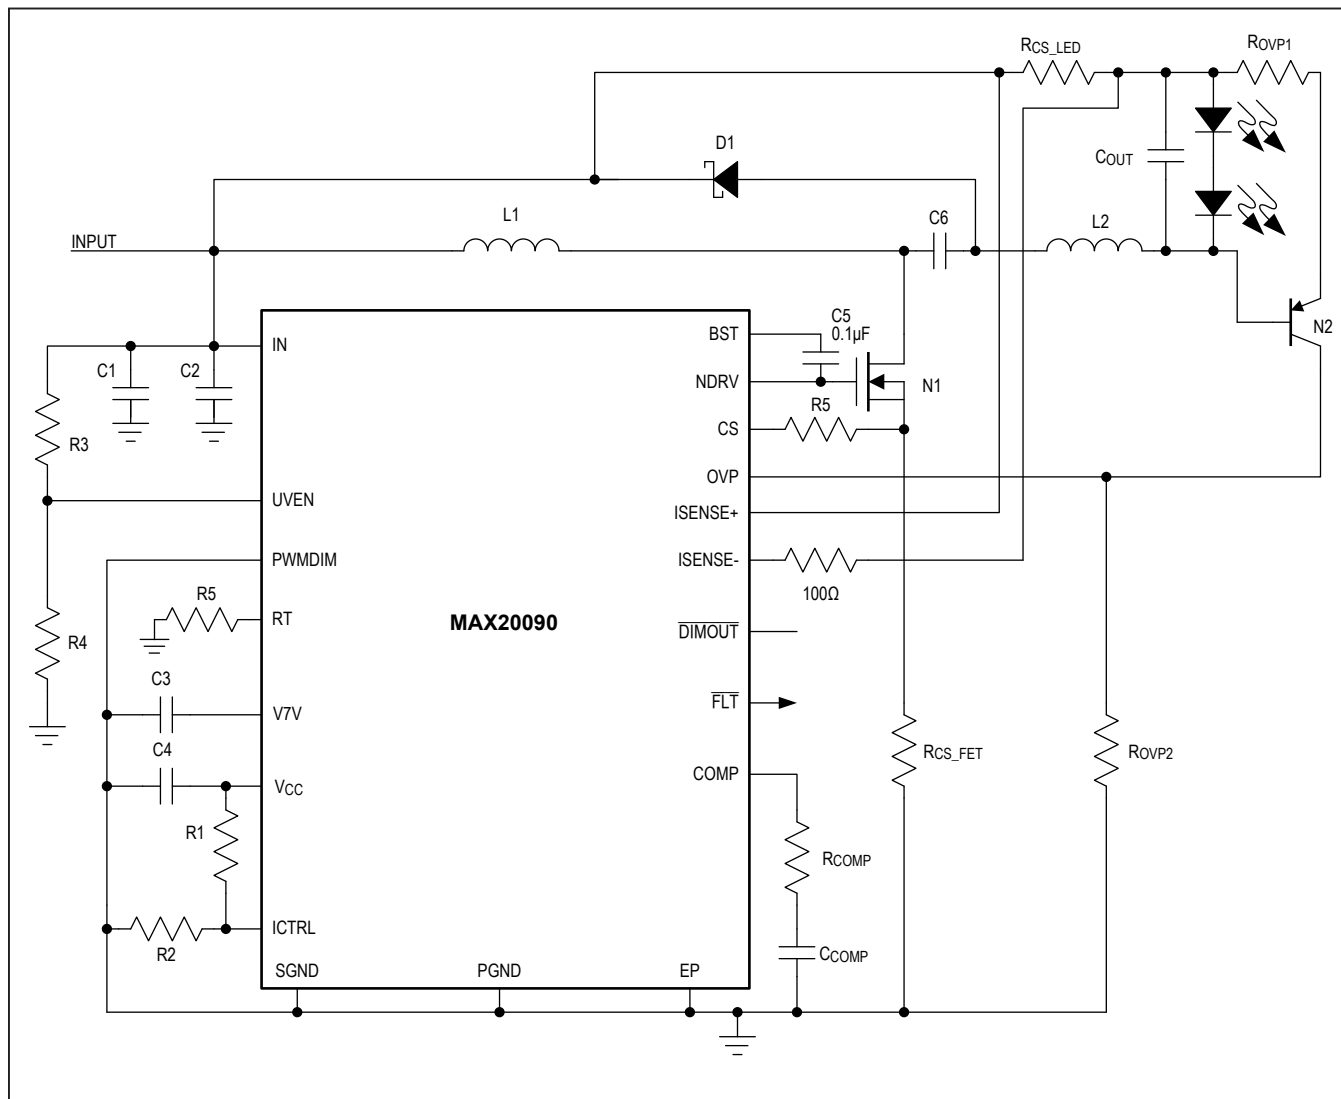 RCS_LED
ROVP1
D1
COUT
L1
C6
L2
INPUT
N2
C5
0.1µF
BST
IN
C1
C2
NDRV
N1
R5
CS
R3
OVP
UVEN
ISENSE+
PWMDIM
ISENSE-
100Ω
R5
RT
MAX20090
DIMOUT
R4
C3
V7V
FLT
C4
RCS_FET
ROVP2
COMP
VCC
R1
RCOMP
ICTRL
R2
CCOMP
SGND
PGND
EP